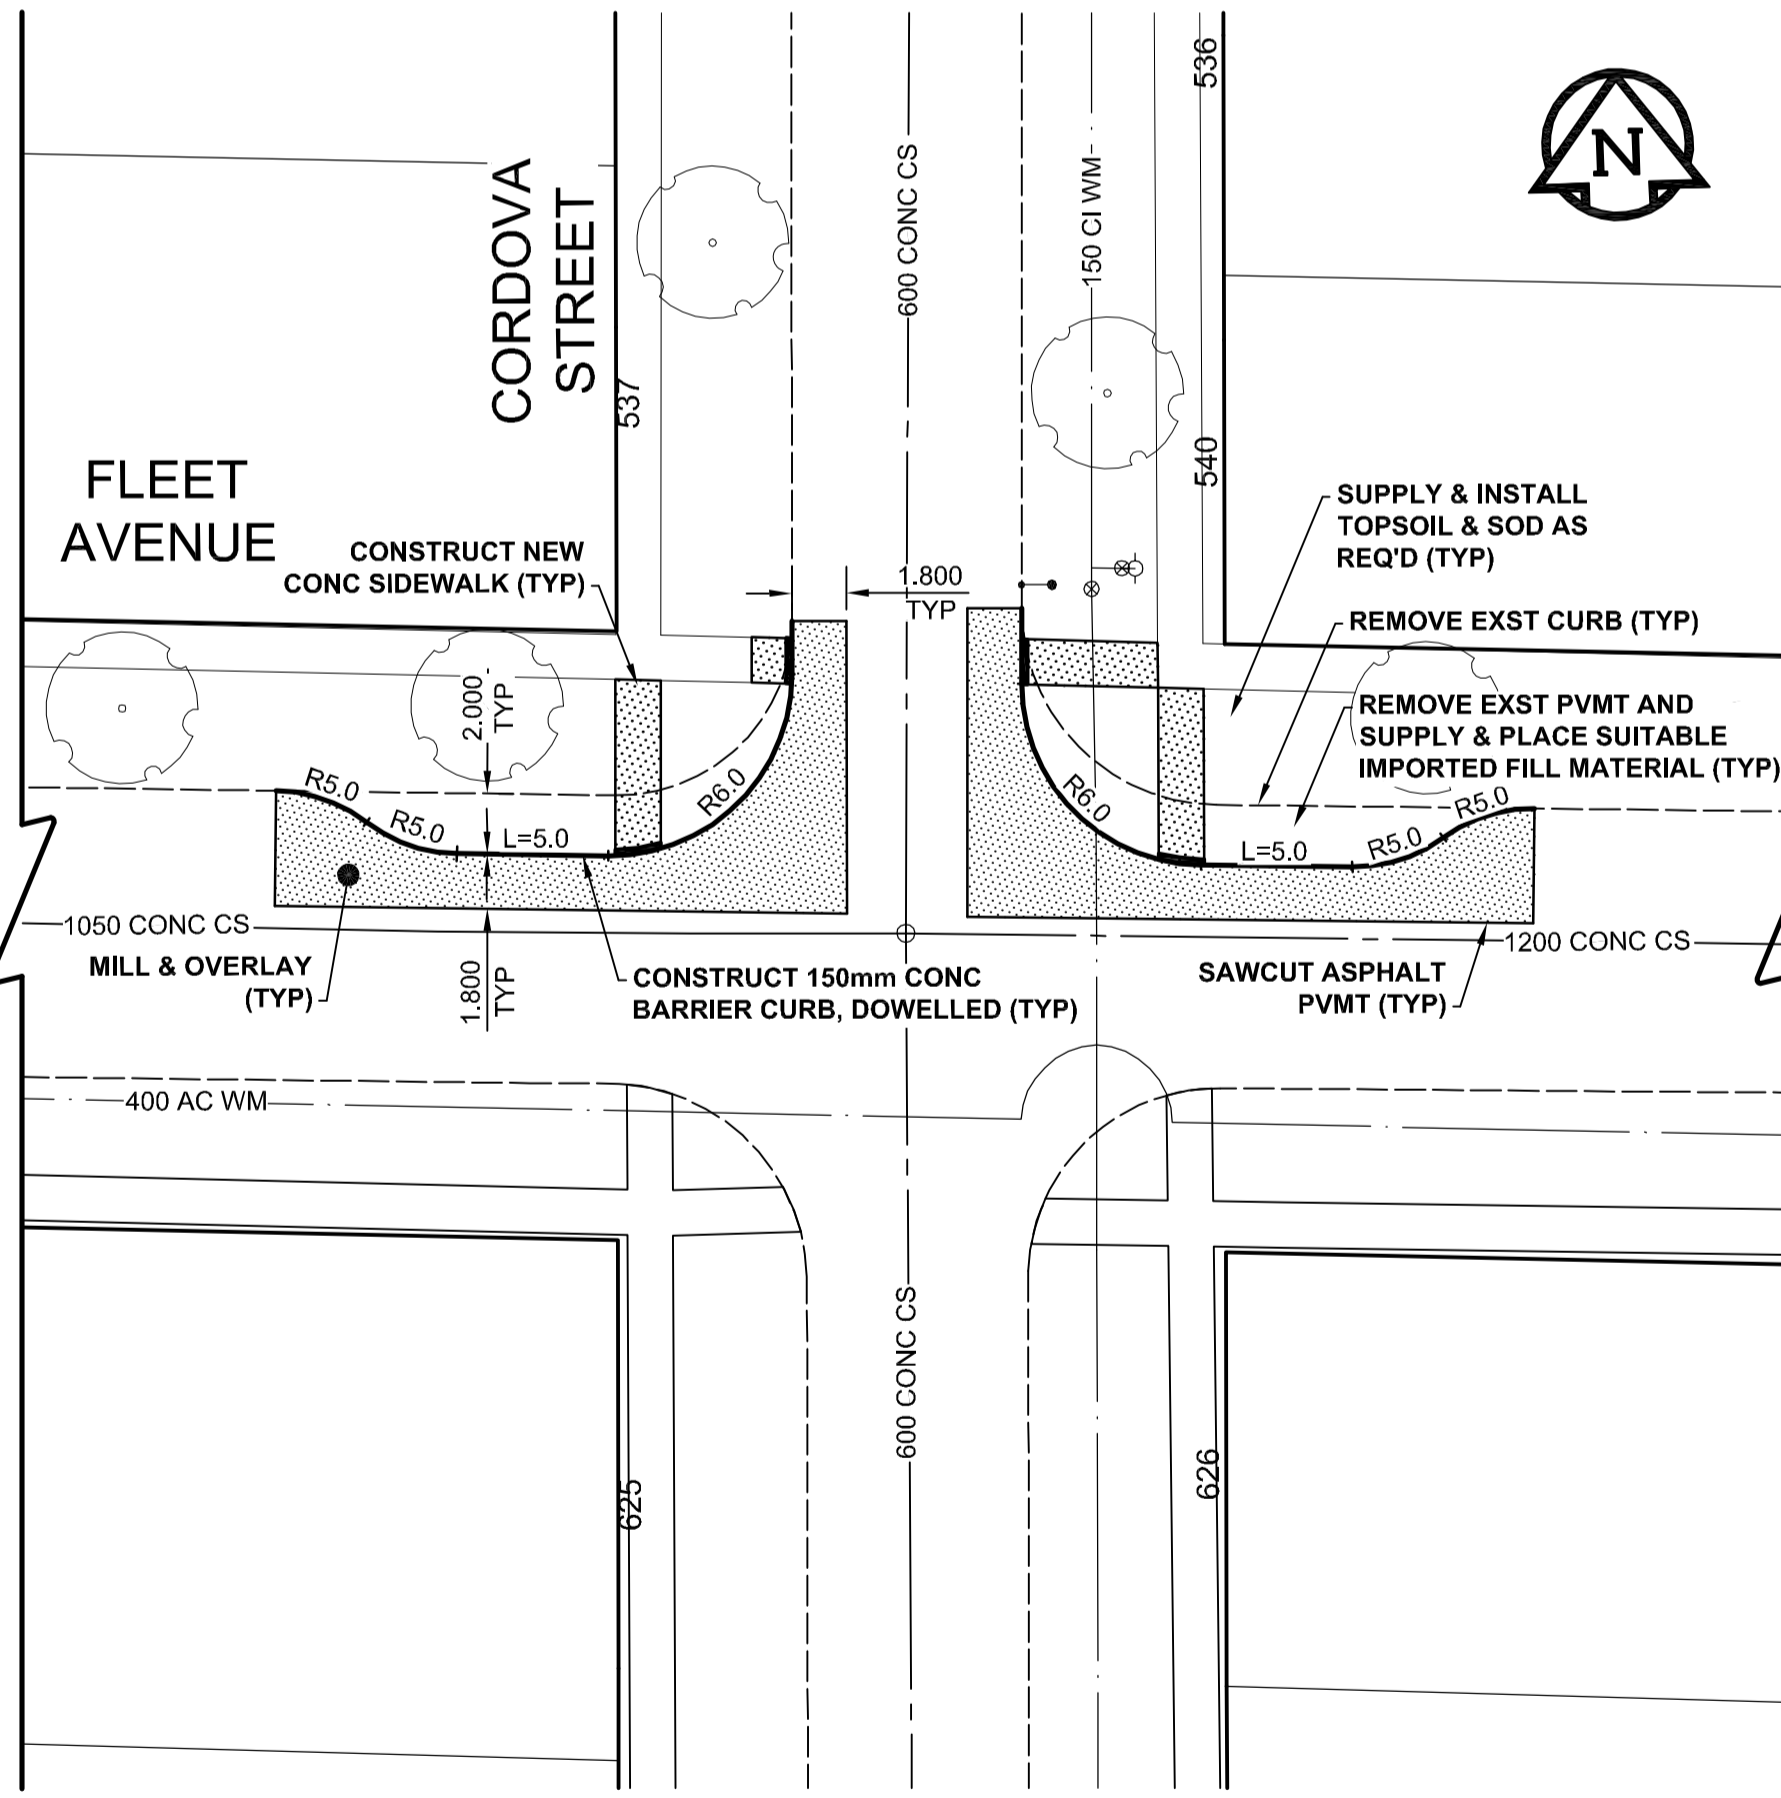 536
N
CORDOVA
STREET
600 CONC CS
150 CI WM
537
540
FLEET
AVENUE
CONSTRUCT NEW
CONC SIDEWALK (TYP)
1.800
TYP
SUPPLY & INSTALL
TOPSOIL & SOD AS
REQ'D (TYP)
REMOVE EXST CURB (TYP)
REMOVE EXST PVMT AND
SUPPLY & PLACE SUITABLE
IMPORTED FILL MATERIAL (TYP)
2.000
TYP
R5.0
R5.0
L=5.0
R6.0
R6.0
L=5.0
R5.0
R5.0
1050 CONC CS
1200 CONC CS
MILL & OVERLAY
(TYP)
1.800
TYP
CONSTRUCT 150mm CONC
BARRIER CURB, DOWELLED (TYP)
SAWCUT ASPHALT
PVMT (TYP)
400 AC WM
600 CONC CS
625
626